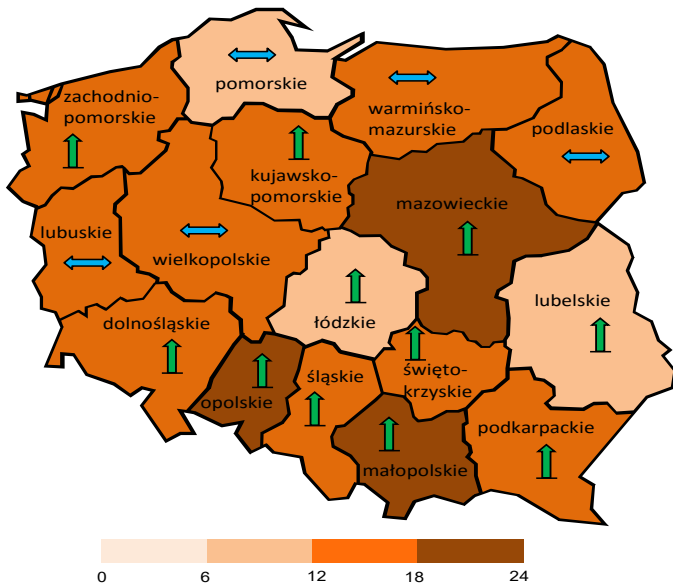 pomorskie
zachodnio-
pomorskie
warmińsko-
mazurskie
podlaskie
kujawsko-
pomorskie
mazowieckie
lubuskie
wielkopolskie
lubelskie
łódzkie
dolnośląskie
śląskie
święto-
krzyskie
opolskie
podkarpackie
małopolskie
0 6 12 18 24